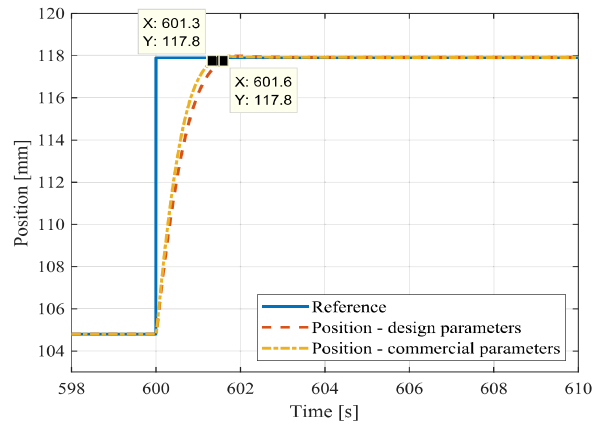 X: 601.3
Y: 117.8
X: 601.6
Y: 117.8
120
118
116
114
112
110
108
106
104
Position [mm]
598
600
602
604
606
608
610
Time [s]
Reference
Position - design parameters
Position - commercial parameters